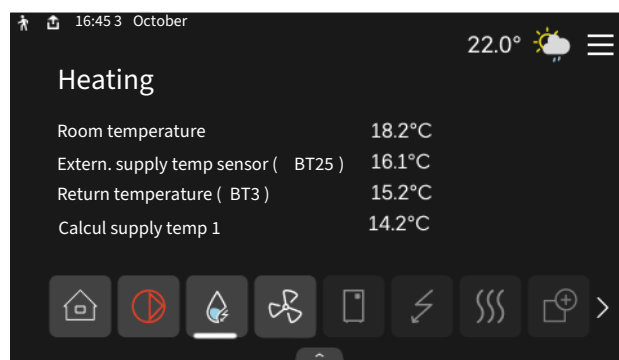 16:45 3 October
22.0°
Heating
Room temperature 18.2°C
Extern. supply temp sensor ( BT25 ) 16.1°C
Return temperature ( BT3 ) 15.2°C
Calcul supply temp 1 14.2°C